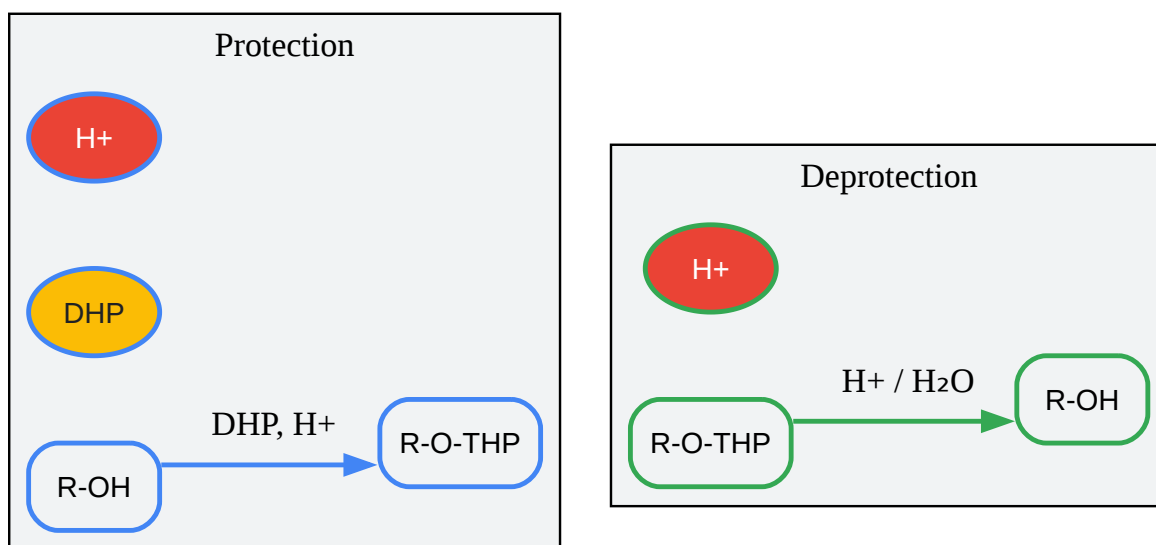 Protection
H+
DHP
DHP, H+
R-OH
R-O-THP
Deprotection
H+
H+ / H₂O
R-O-THP
R-OH